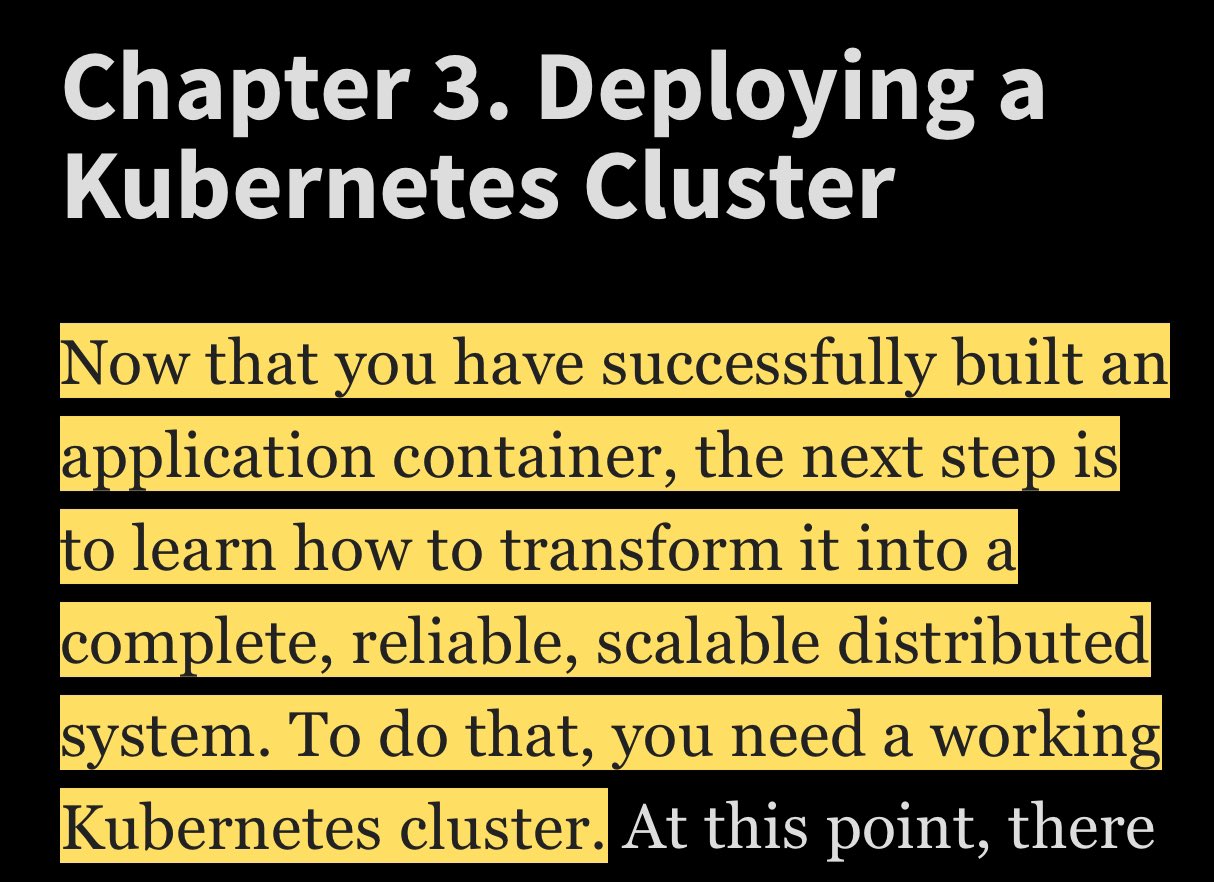 Chapter 3. Deploying a
Kubernetes Cluster
Now that you have successfully built an
application container, the next step is
to learn how to transform it into a
complete, reliable, scalable distributed
system. To do that, you need a working
Kubernetes cluster. At this point, there